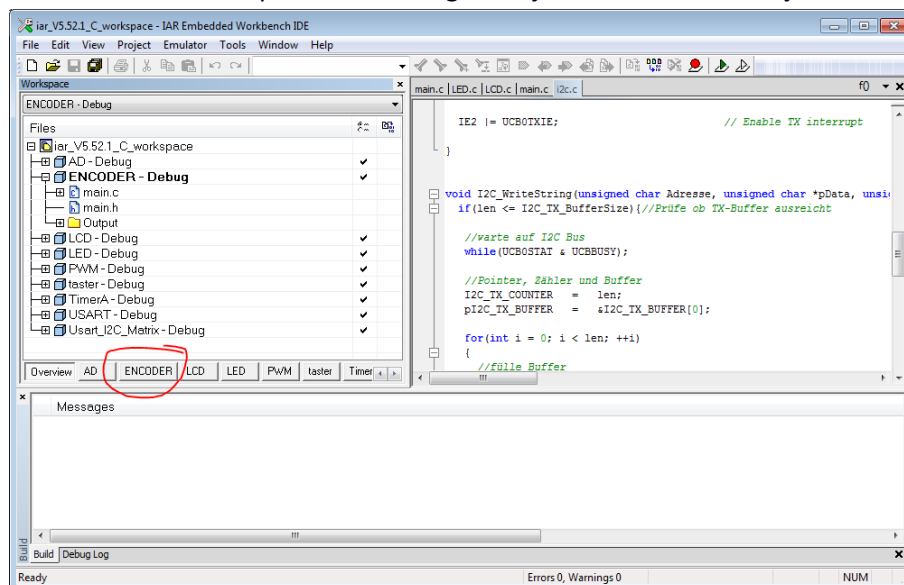 iar_V5.52.1_C_workspace - IAR Embedded Workbench IDE
File Edit View Project Emulator Tools Window Help
Workspace
ENCODER - Debug
Files
iar_V5.52.1_C_workspace
AD - Debug
ENCODER - Debug
main.c
main.h
Output
LCD - Debug
LED - Debug
PWM - Debug
taster - Debug
TimerA - Debug
USART - Debug
Usart_I2C_Matrix - Debug
Overview AD ENCODER LCD LED PWM taster Timer
main.c | LED.c | LCD.c | main.c i2c.c f0
IE2 |= UCB0TXIE; // Enable TX interrupt
}
void I2C_WriteString(unsigned char Adresse, unsigned char *pData, unsi
if(len <= I2C_TX_BufferSize){//Prüfe ob TX-Buffer ausreicht
//warte auf I2C Bus
while(UCB0STAT & UCBBUSY);
//Pointer, Zähler und Buffer
I2C_TX_COUNTER = len;
pI2C_TX_BUFFER = &I2C_TX_BUFFER[0];
for(int i = 0; i < len; ++i)
{
//fülle Buffer
Messages
Build
Build Debug Log
Ready Errors 0, Warnings 0 NUM